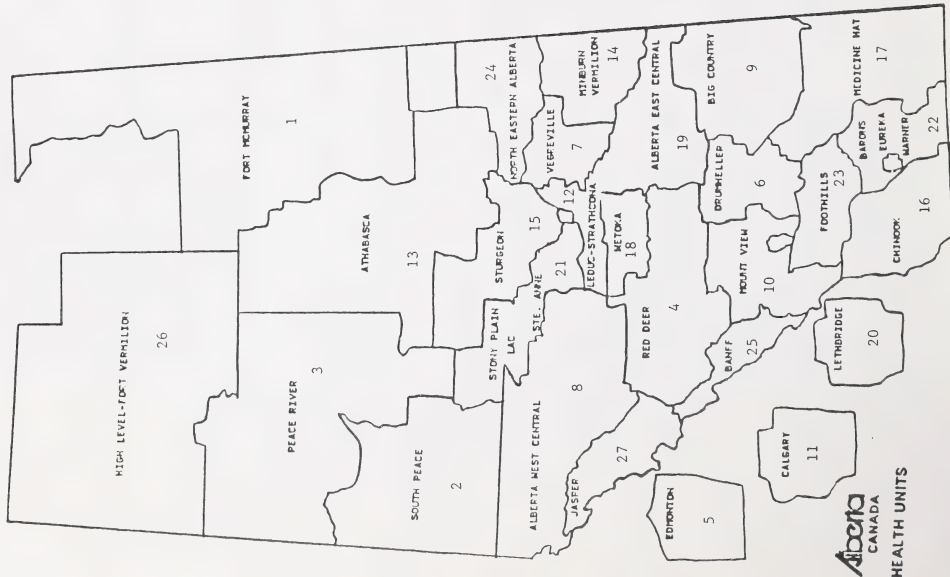 HIGH LEVEL-FORT VERMILION
26
FORT MCMURRAY
1
PEACE RIVER
3
ATHABASCA
13
SOUTH PEACE
2
NORTH EASTERN ALBERTA
24
STURGEON
15
STONY PLAIN
LAC
STE. ANNE
21
VEGREVILLE
7
MINBURN
VERMILION
14
12
LEDUC-STRATHCONA
WETOKA
18
ALBERTA WEST CENTRAL
8
ALBERTA EAST CENTRAL
19
JASPER
27
RED DEER
4
BIG COUNTRY
9
DRUMHELLER
6
BANFF
25
MOUNT VIEW
10
EDMONTON
5
FOOTHILLS
23
MEDICINE HAT
17
BARONS
EUREKA
WARNER
22
CHINOOK
16
LETHBRIDGE
20
CALGARY
11
Alberta
CANADA
HEALTH UNITS